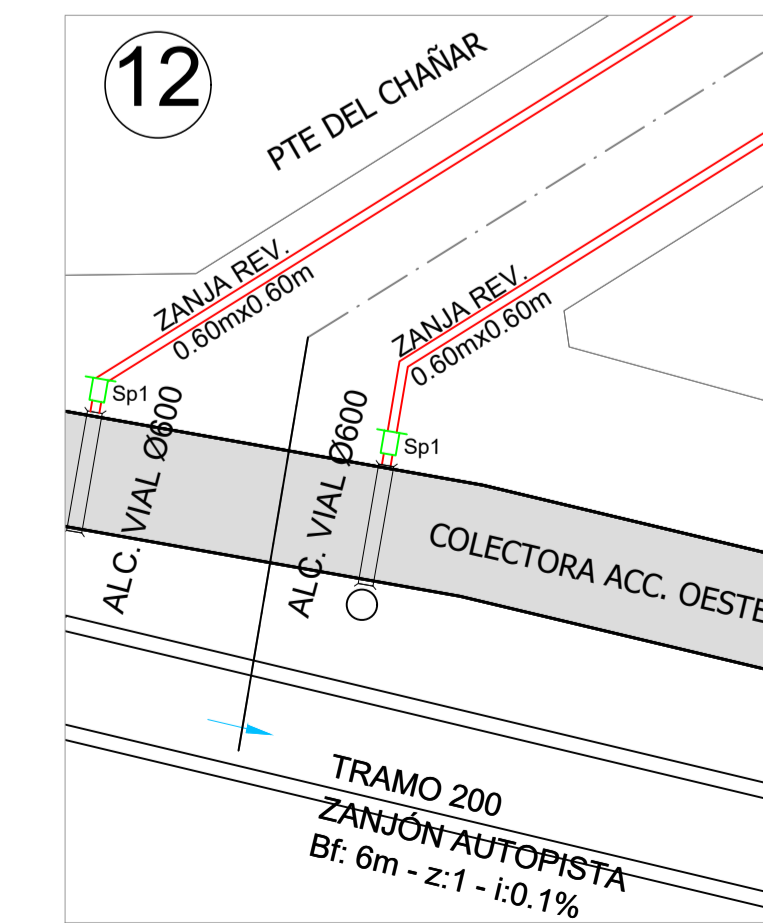 12
PTE DEL CHAÑAR
ZANJA REV.
0.60mx0.60m
ZANJA REV.
0.60mx0.60m
Sp1
ALC. VIAL Ø600
ALC. VIAL Ø600
Sp1
COLECTORA ACC. OESTE
TRAMO 200
ZANJÓN AUTOPISTA
Bf: 6m - z:1 - i:0.1%